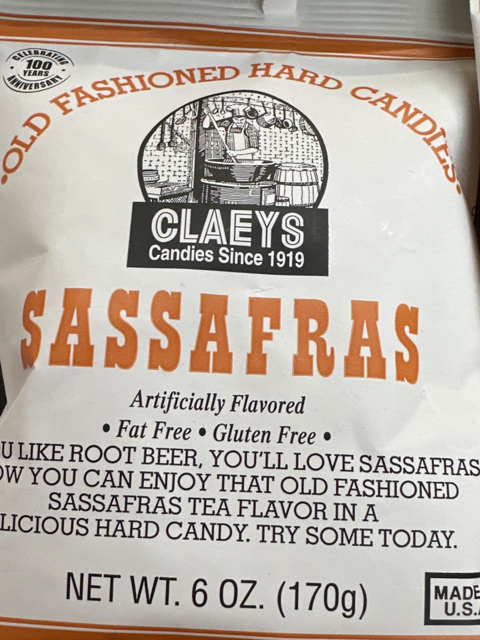 CELEBRATING
100
YEARS
ANNIVERSARY
•OLD FASHIONED HARD CANDIES•
CLAEYS
Candies Since 1919
SASSAFRAS
Artificially Flavored
• Fat Free • Gluten Free •
U LIKE ROOT BEER, YOU'LL LOVE SASSAFRAS
OW YOU CAN ENJOY THAT OLD FASHIONED
SASSAFRAS TEA FLAVOR IN A
LICIOUS HARD CANDY. TRY SOME TODAY.
NET WT. 6 OZ. (170g)
MADE
U.S.